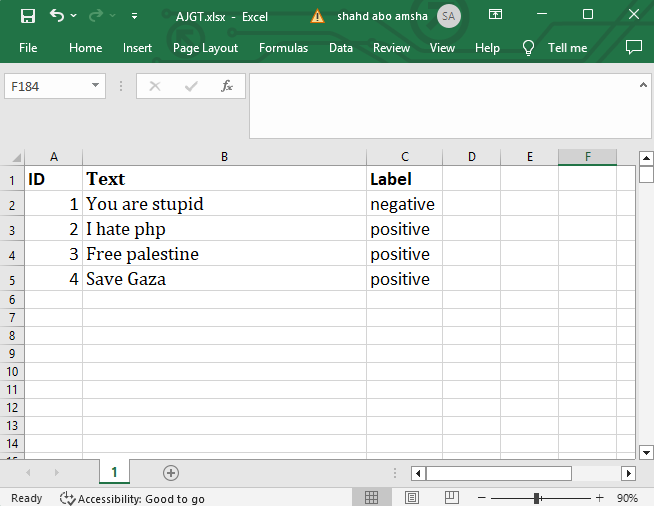 AJGT.xlsx - Excel
shahd abo amsha
SA
File Home Insert Page Layout Formulas Data Review View Help Tell me
F184
fx
A B C D E F
1 ID Text Label
2 1 You are stupid negative
3 2 I hate php positive
4 3 Free palestine positive
5 4 Save Gaza positive
6
7
8
9
10
11
12
13
14
1
Ready Accessibility: Good to go 90%